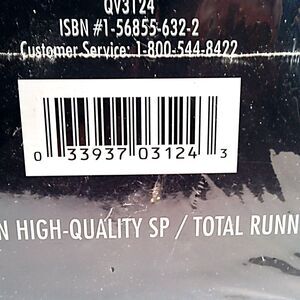 QV3124
ISBN #1-56855-632-2
Customer Service: 1-800-544-8422
0 33937 03124 3
N HIGH-QUALITY SP / TOTAL RUNN